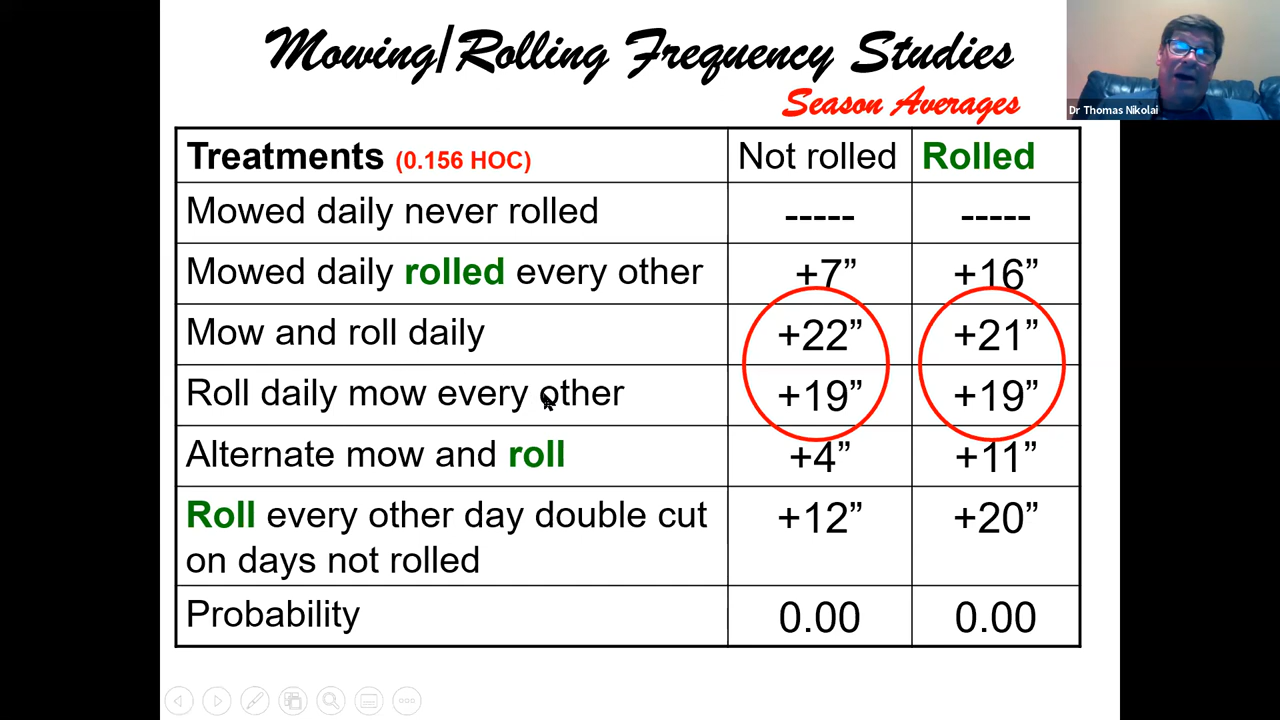 Mowing/Rolling Frequency Studies
Season Averages
Dr Thomas Nikolai
Treatments (0.156 HOC) Not rolled Rolled
Mowed daily never rolled ----- -----
Mowed daily rolled every other +7” +16”
Mow and roll daily +22” +21”
Roll daily mow every other +19” +19”
Alternate mow and roll +4” +11”
Roll every other day double cut +12” +20”
on days not rolled
Probability 0.00 0.00